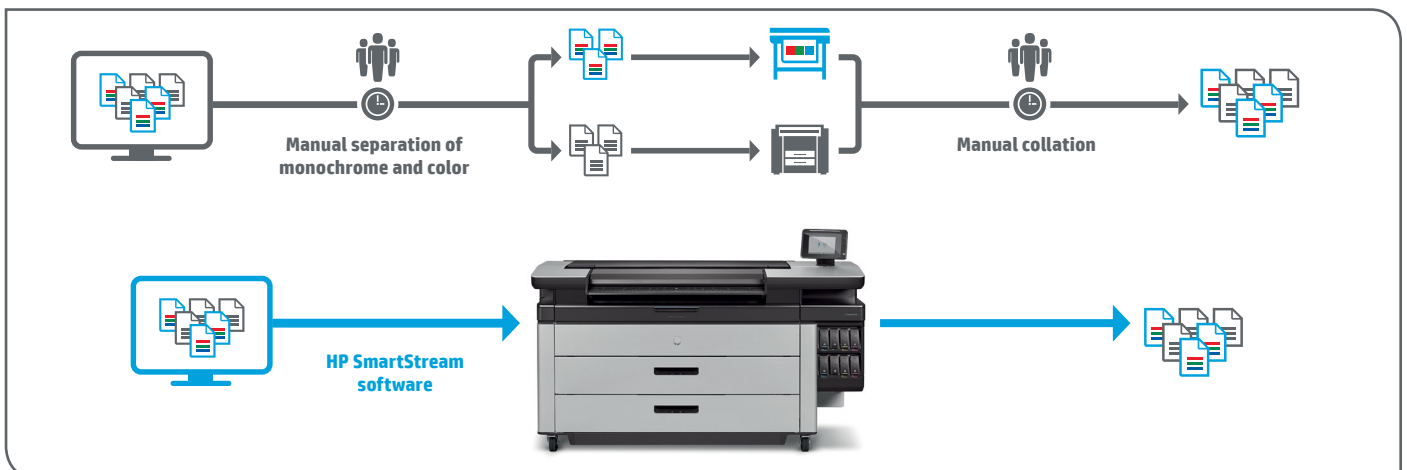 Manual separation of
monochrome and color
Manual collation
HP SmartStream
software